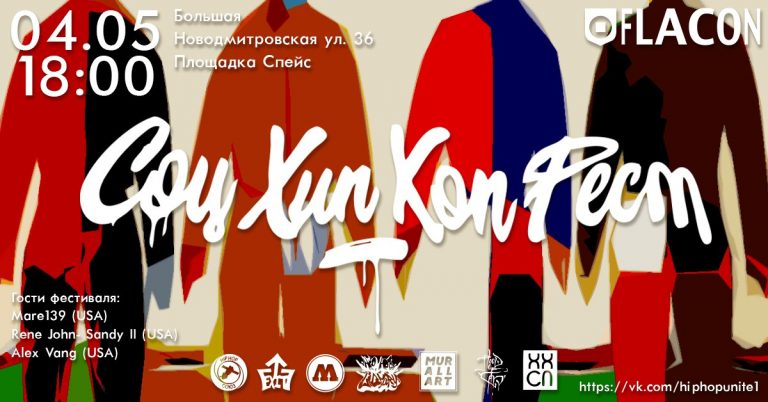 04.05
18:00
Большая
Новодмитровская ул. 36
Площадка Спейс
FLACON
Соц Хип Хоп Фест
Гости фестиваля:
Mare139 (USA)
Rene John- Sandy II (USA)
Alex Vang (USA)
MUR
ALL
ART
XX
СП
https://vk.com/hiphopunite1